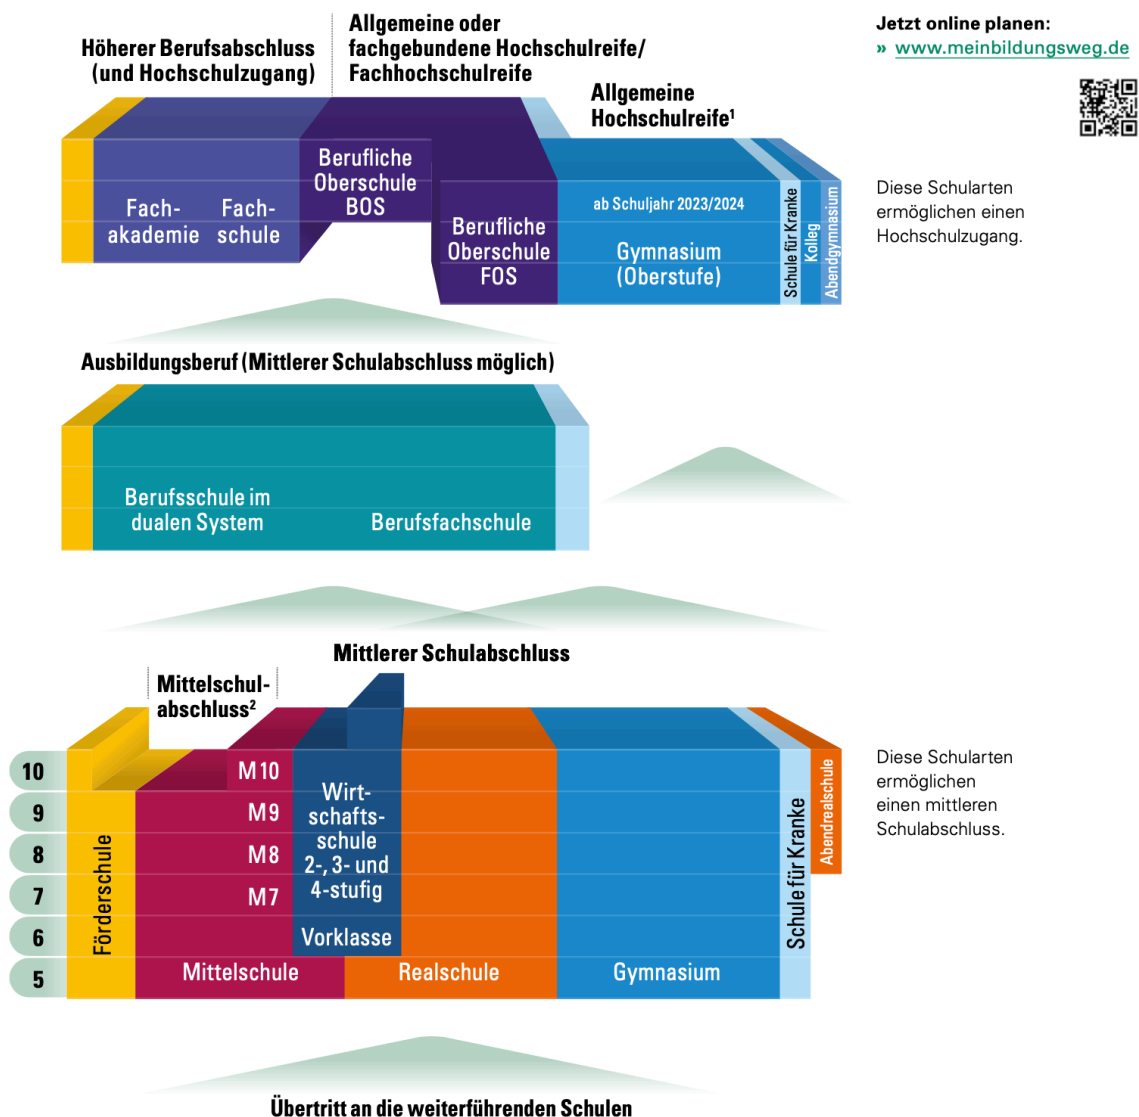 Jetzt online planen:
» www.meinbildungsweg.de
Höherer Berufsabschluss
(und Hochschulzugang)
Allgemeine oder
fachgebundene Hochschulreife/
Fachhochschulreife
Allgemeine
Hochschulreife¹
Fach-
akademie
Fach-
schule
Berufliche
Oberschule
BOS
Berufliche
Oberschule
FOS
ab Schuljahr 2023/2024
Gymnasium
(Oberstufe)
Schule für Kranke
Kolleg
Abendgymnasium
Diese Schularten
ermöglichen einen
Hochschulzugang.
Ausbildungsberuf (Mittlerer Schulabschluss möglich)
Berufsschule im
dualen System
Berufsfachschule
Mittlerer Schulabschluss
Mittelschul-
abschluss²
10
9
8
7
6
5
Förderschule
M10
M9
M8
M7
Mittelschule
Wirt-
schafts-
schule
2-, 3- und
4-stufig
Vorklasse
Realschule
Gymnasium
Schule für Kranke
Abendrealschule
Diese Schularten
ermöglichen
einen mittleren
Schulabschluss.
Übertritt an die weiterführenden Schulen